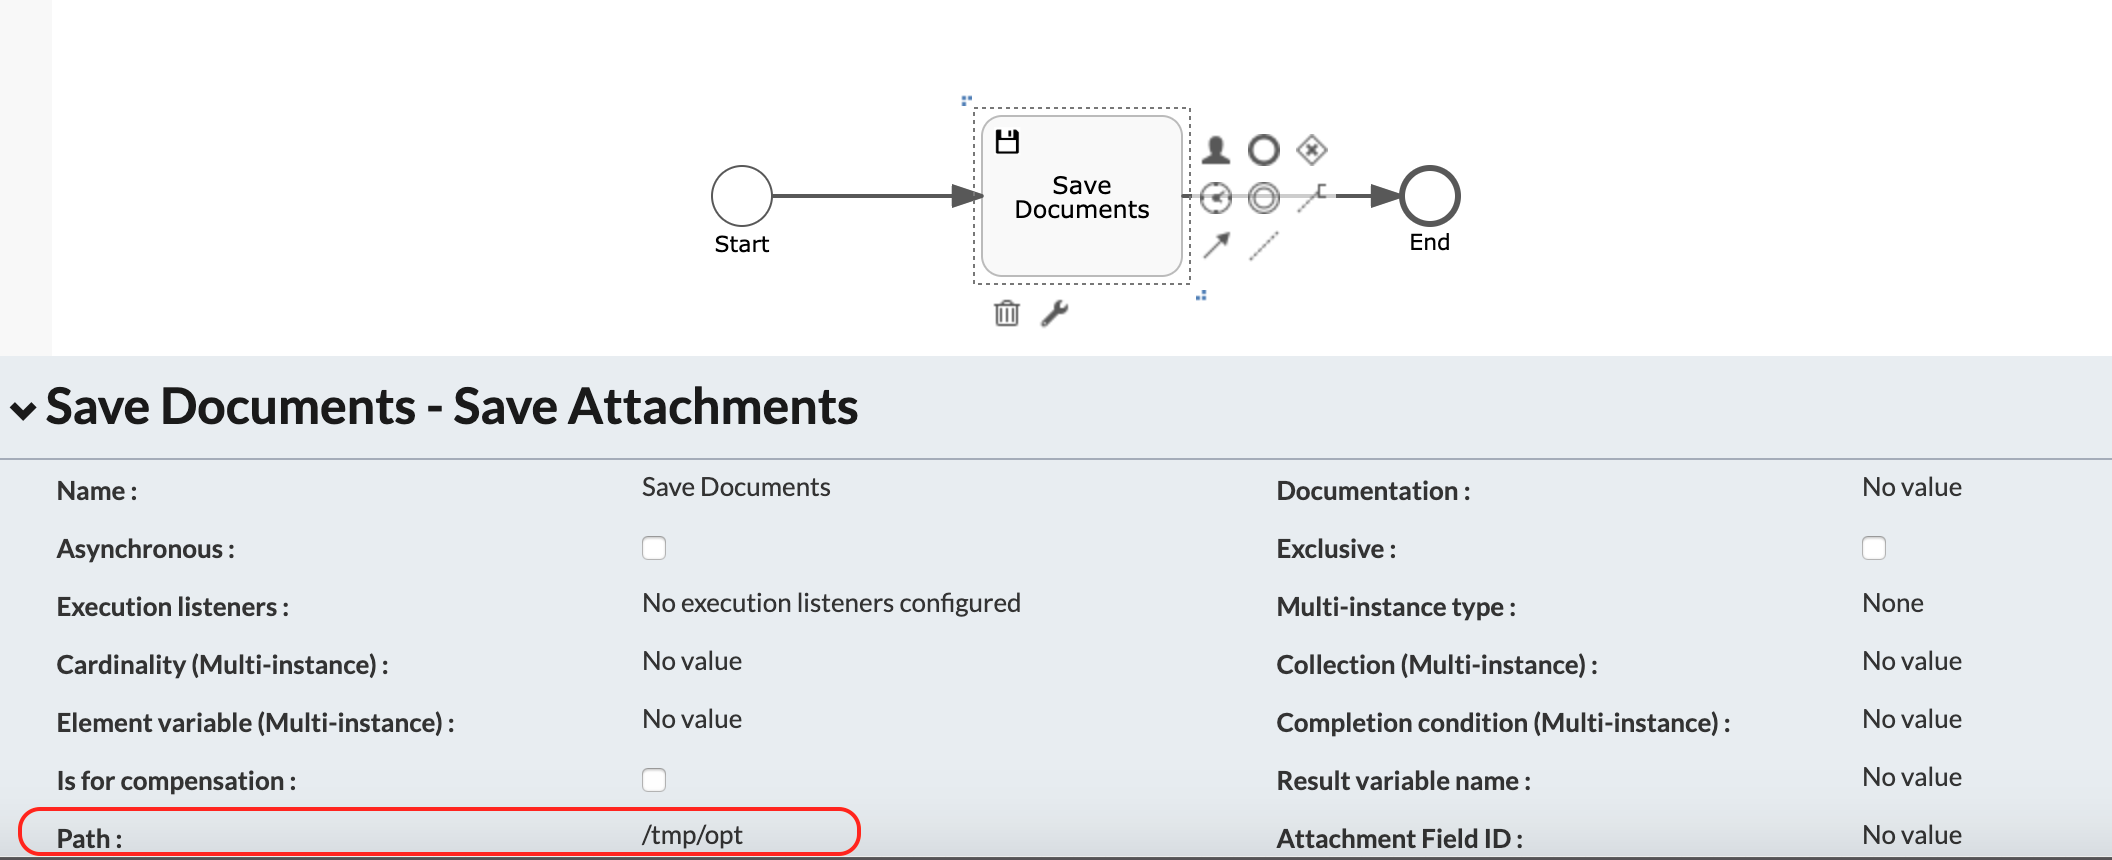 Save
Documents
Start
End
Save Documents - Save Attachments
Name : Save Documents Documentation : No value
Asynchronous : Exclusive :
Execution listeners : No execution listeners configured Multi-instance type : None
Cardinality (Multi-instance) : No value Collection (Multi-instance) : No value
Element variable (Multi-instance) : No value Completion condition (Multi-instance) : No value
Is for compensation : Result variable name : No value
Path : /tmp/opt Attachment Field ID : No value